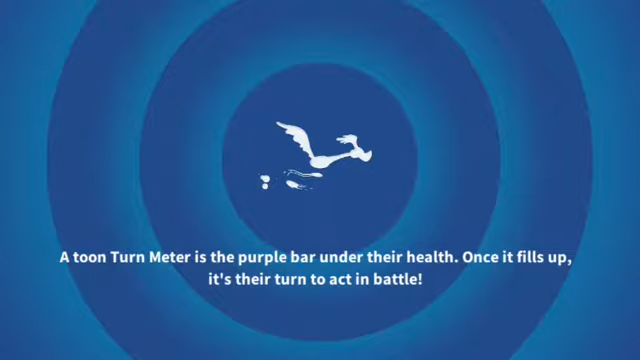 A toon Turn Meter is the purple bar under their health. Once it fills up,
it's their turn to act in battle!